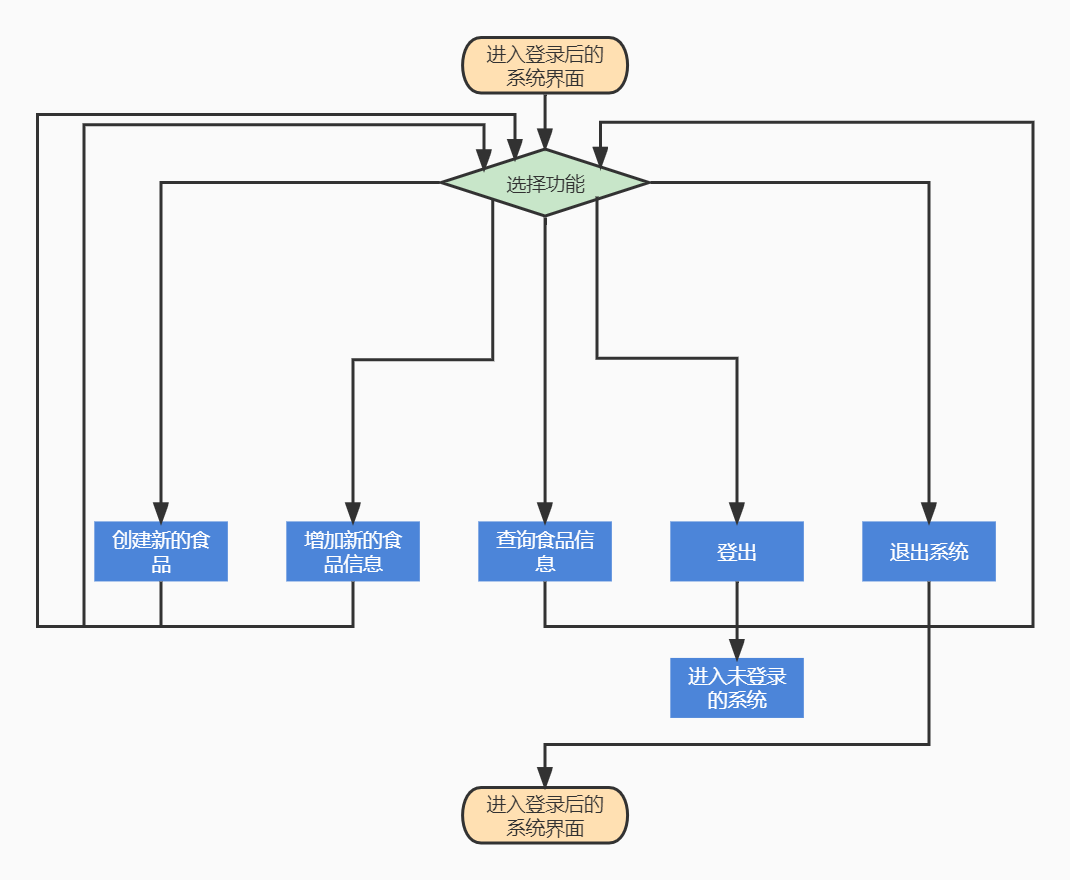 进入登录后的
系统界面
选择功能
创建新的食
品
增加新的食
品信息
查询食品信
息
登出
退出系统
进入未登录
的系统
进入登录后的
系统界面